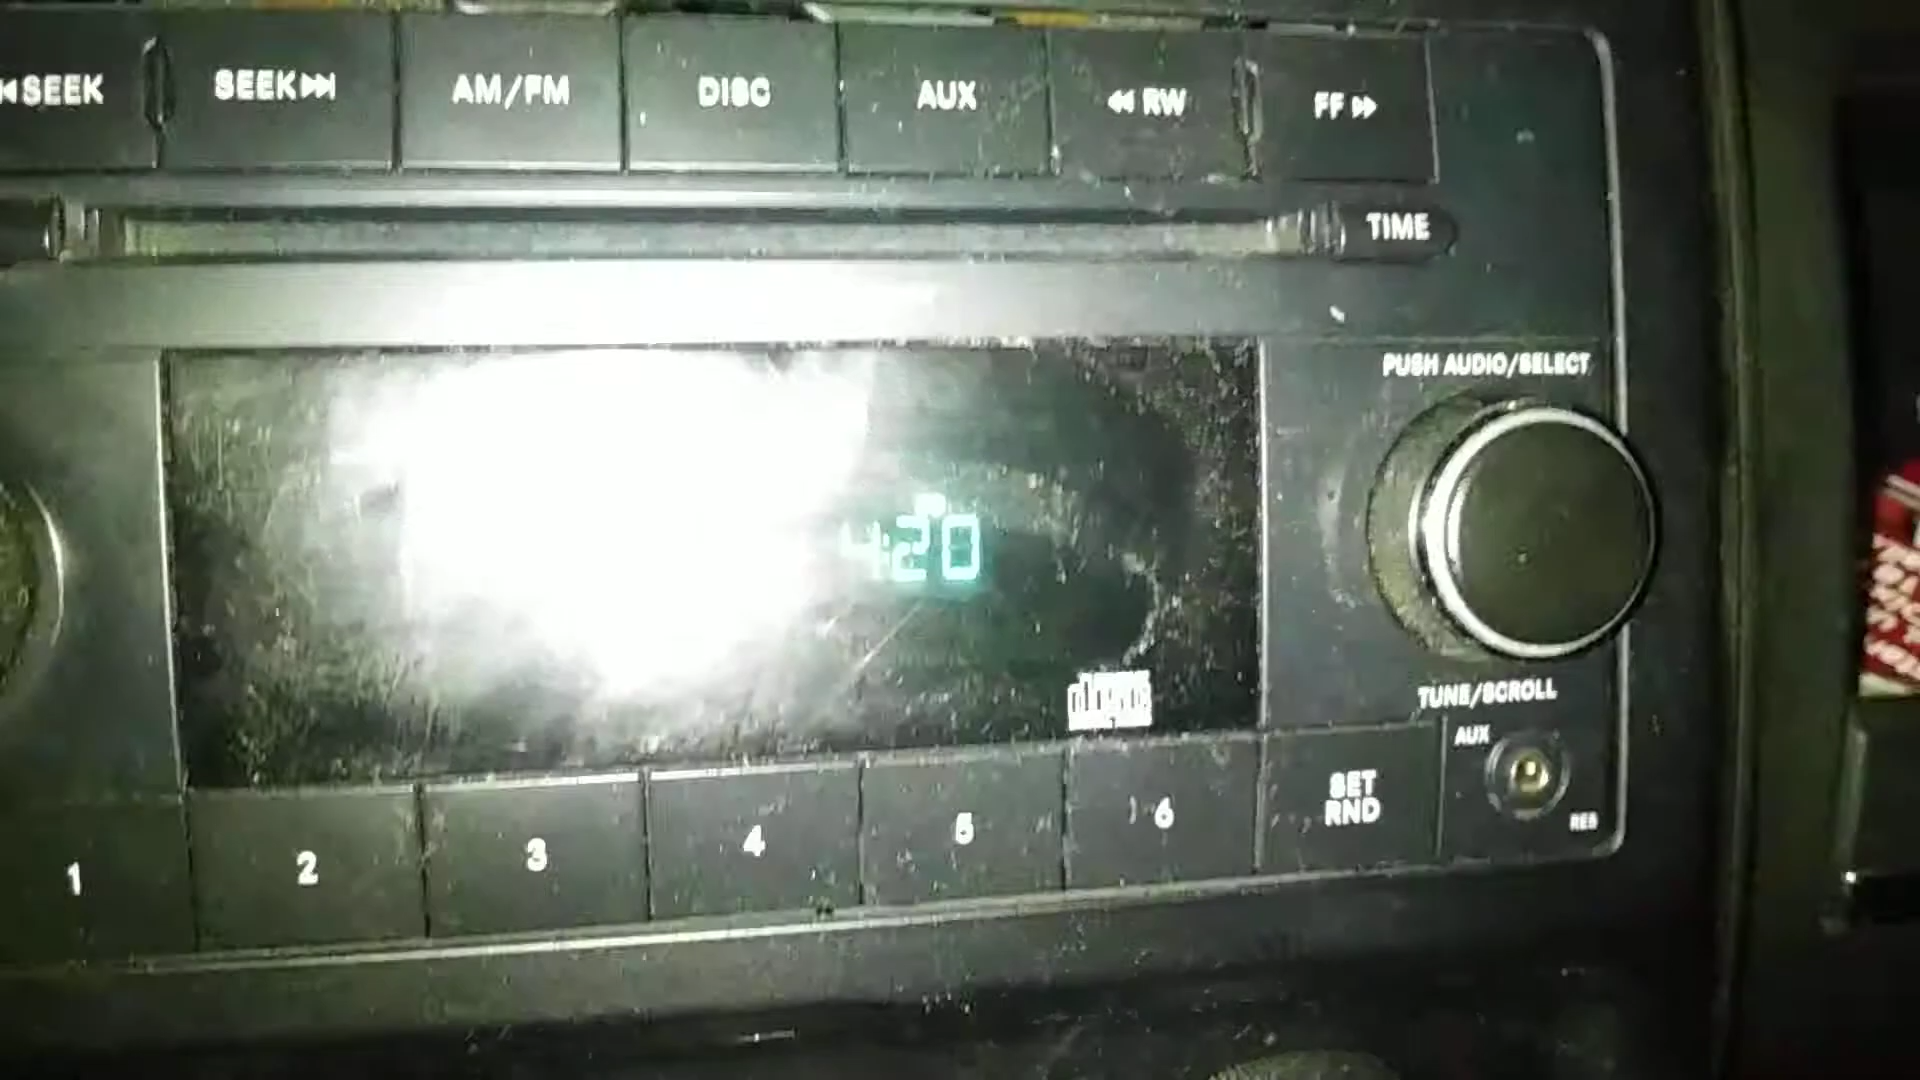 ⏮SEEK
SEEK⏭
AM/FM
DISC
AUX
◀◀ RW
FF ▶▶
TIME
PUSH AUDIO/SELECT
4:20
TUNE/SCROLL
AUX
SET
RND
1
2
3
4
5
6
RES